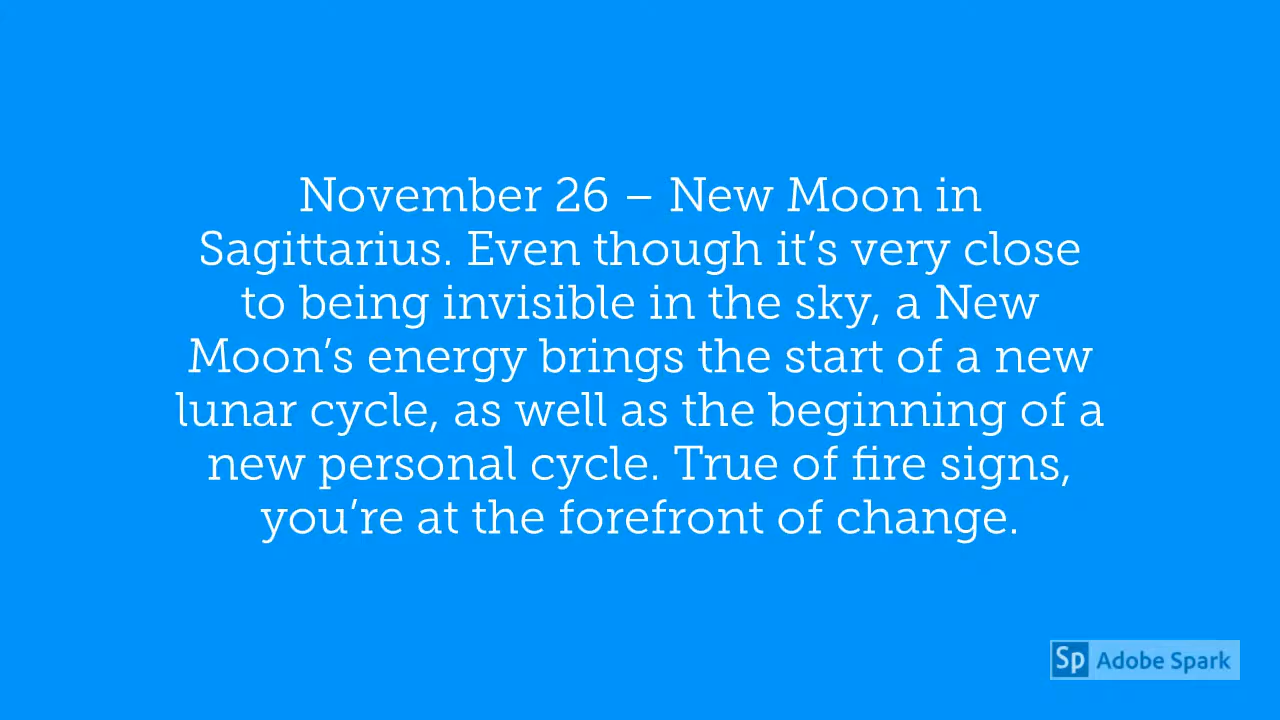 November 26 – New Moon in
Sagittarius. Even though it’s very close
to being invisible in the sky, a New
Moon’s energy brings the start of a new
lunar cycle, as well as the beginning of a
new personal cycle. True of fire signs,
you’re at the forefront of change.
Sp Adobe Spark